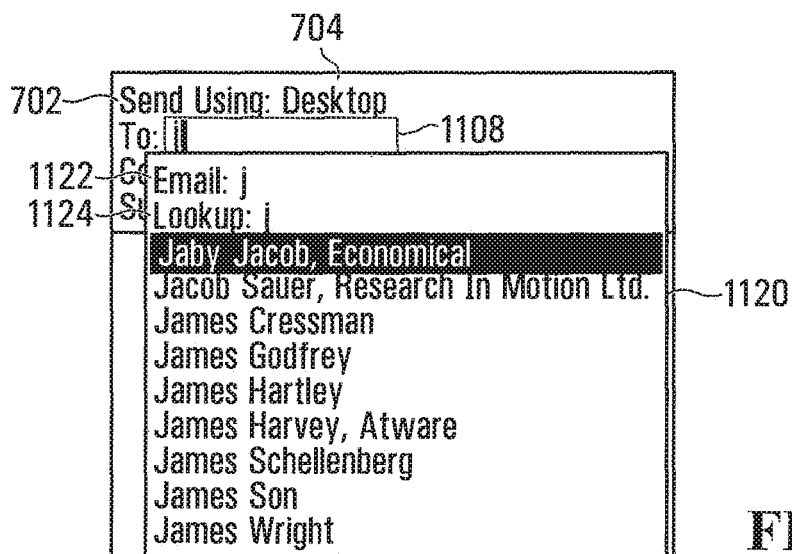 704
702 Send Using: Desktop
To: j 1108
1122 Email: j
1124 Lookup: j
Jaby Jacob, Economical
Jacob Sauer, Research In Motion Ltd.
1120
James Cressman
James Godfrey
James Hartley
James Harvey, Atware
James Schellenberg
James Son
James Wright